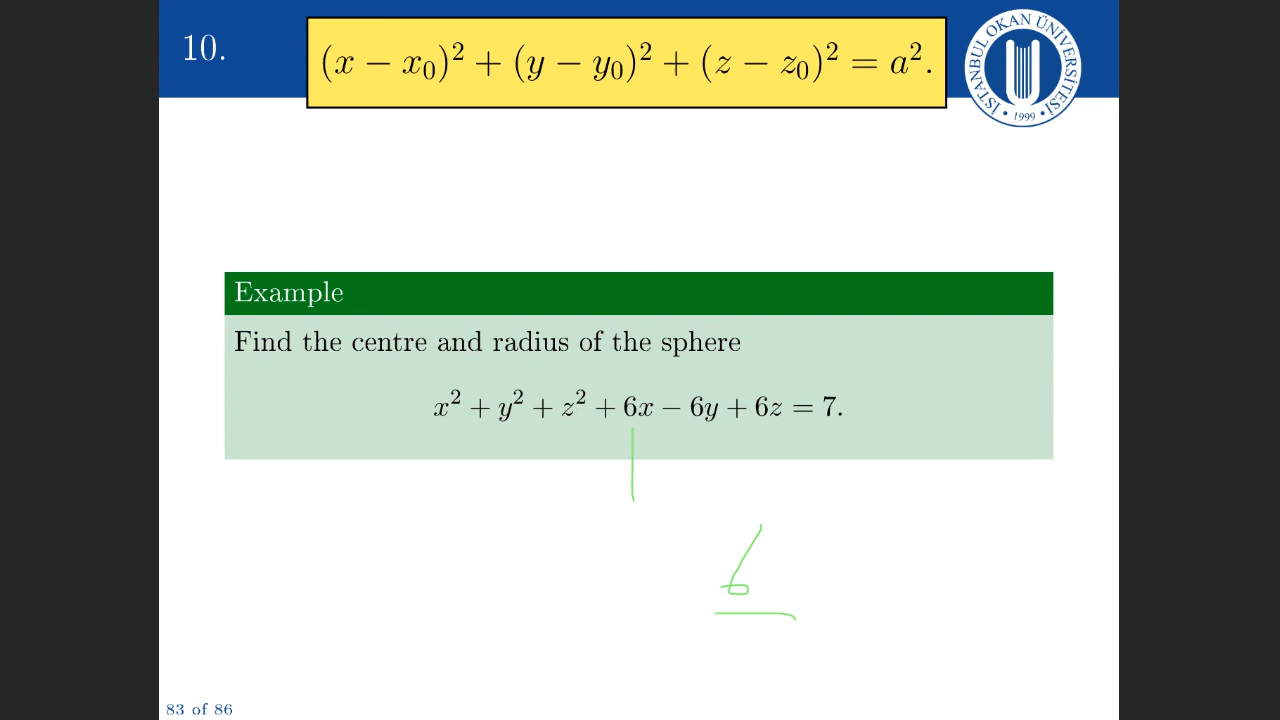 10.
(x − x₀)² + (y − y₀)² + (z − z₀)² = a².
İSTANBUL OKAN ÜNİVERSİTESİ
• 1999 •
Example
Find the centre and radius of the sphere
x² + y² + z² + 6x − 6y + 6z = 7.
6
83 of 86